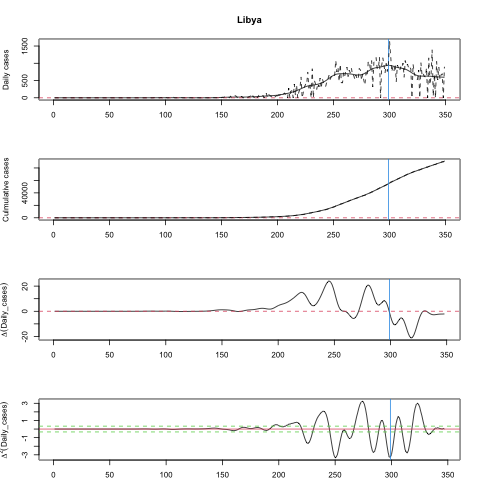 Libya
Daily cases
0 500 1500
0 50 100 150 200 250 300 350
Culmulative cases
0 40000
0 50 100 150 200 250 300 350
Δ(Daily_cases)
-20 0 20
0 50 100 150 200 250 300 350
Δ²(Daily_cases)
-3 -1 1 3
0 50 100 150 200 250 300 350